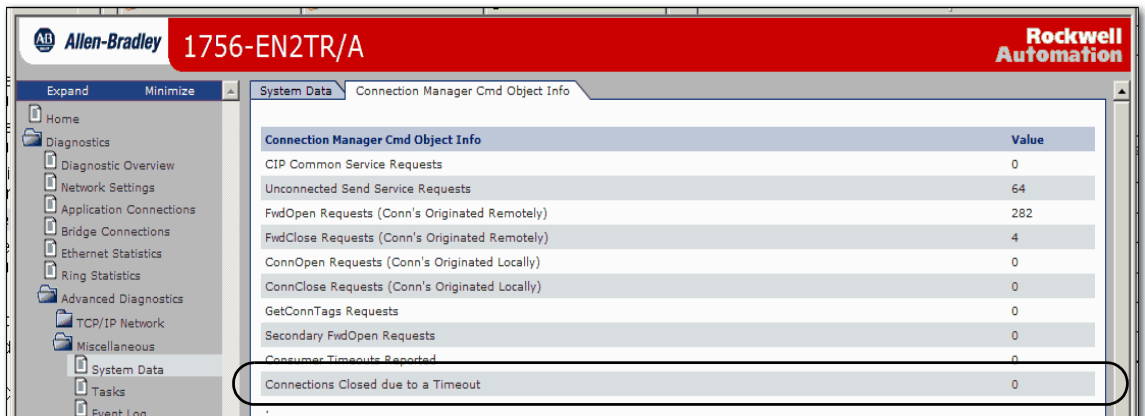 AB Allen-Bradley 1756-EN2TR/A Rockwell
Automation
Expand Minimize
Home
Diagnostics
Diagnostic Overview
Network Settings
Application Connections
Bridge Connections
Ethernet Statistics
Ring Statistics
Advanced Diagnostics
TCP/IP Network
Miscellaneous
System Data
Tasks
Event Log
System Data Connection Manager Cmd Object Info
Connection Manager Cmd Object Info Value
CIP Common Service Requests 0
Unconnected Send Service Requests 64
FwdOpen Requests (Conn's Originated Remotely) 282
FwdClose Requests (Conn's Originated Remotely) 4
ConnOpen Requests (Conn's Originated Locally) 0
ConnClose Requests (Conn's Originated Locally) 0
GetConnTags Requests 0
Secondary FwdOpen Requests 0
Consumer Timeouts Reported 0
Connections Closed due to a Timeout 0